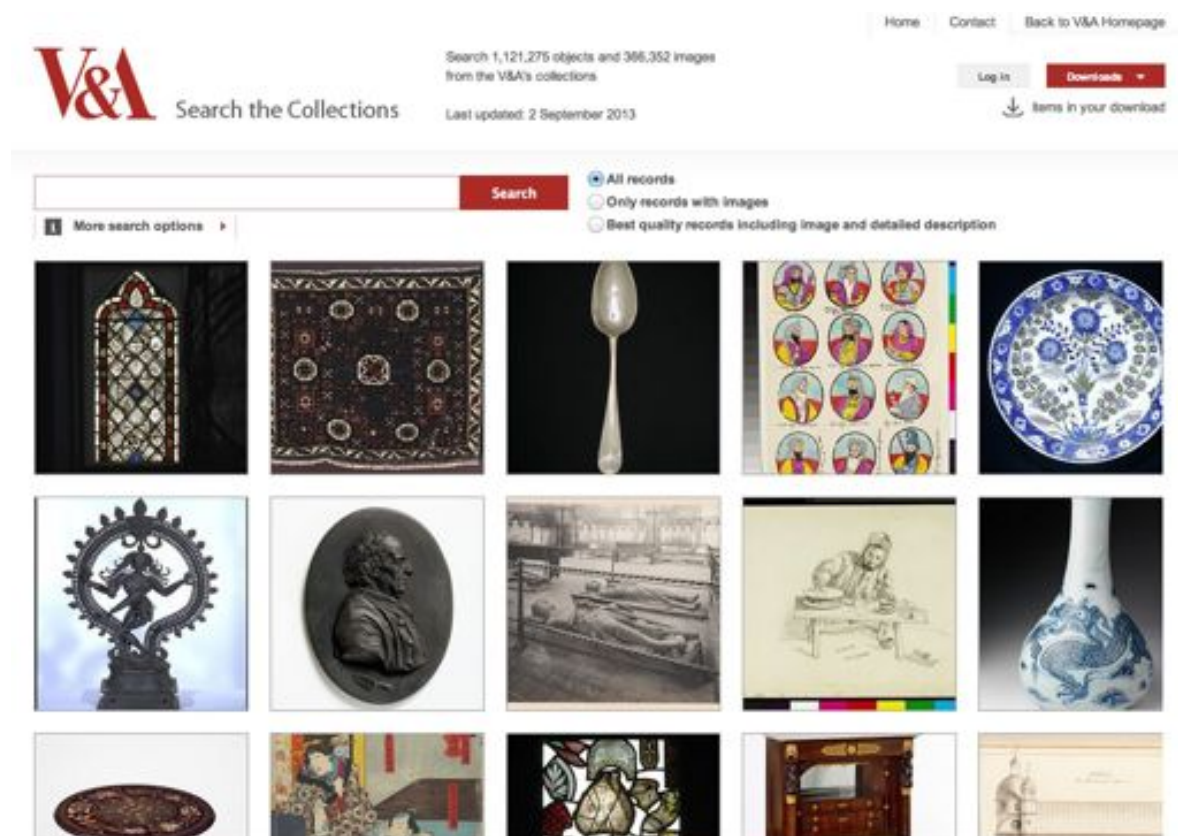 Home Contact Back to V&A Homepage
V&A Search the Collections
Search 1,121,275 objects and 366,352 images
from the V&A's collections
Last updated: 2 September 2013
Log in Downloads
Items in your download
Search
All records
Only records with images
Best quality records including image and detailed description
More search options